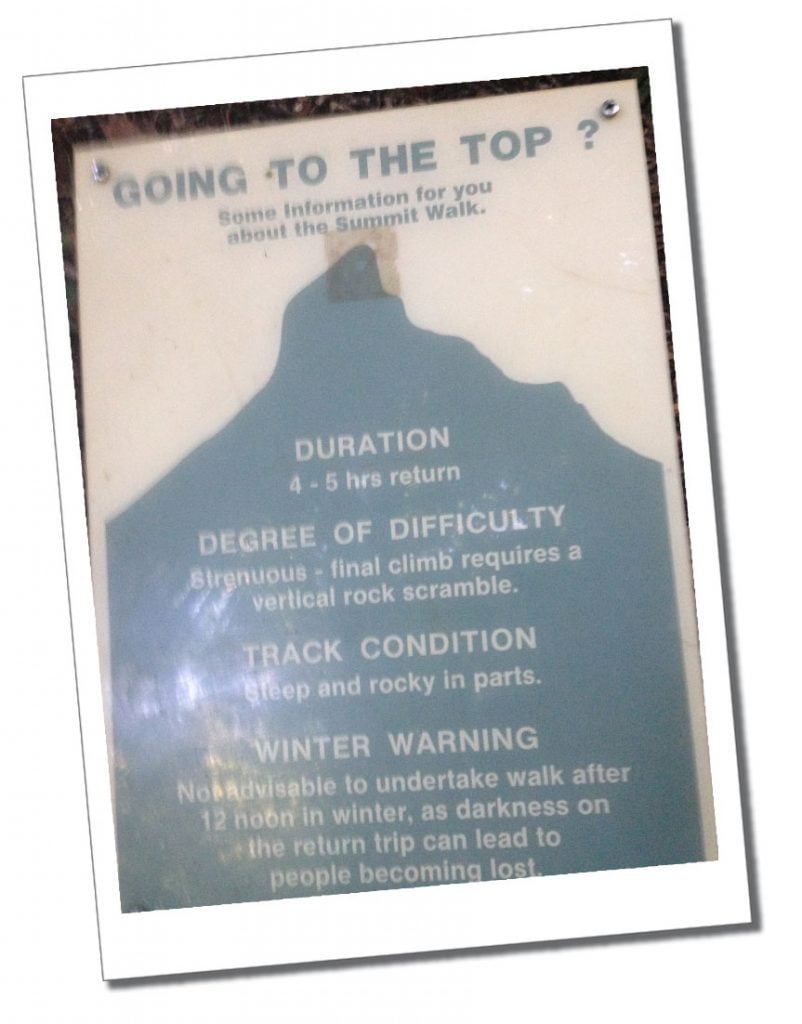 GOING TO THE TOP ?
Some Information for you
about the Summit Walk.
DURATION
4 - 5 hrs return
DEGREE OF DIFFICULTY
Strenuous - final climb requires a
vertical rock scramble.
TRACK CONDITION
Steep and rocky in parts.
WINTER WARNING
Not advisable to undertake walk after
12 noon in winter, as darkness on
the return trip can lead to
people becoming lost.